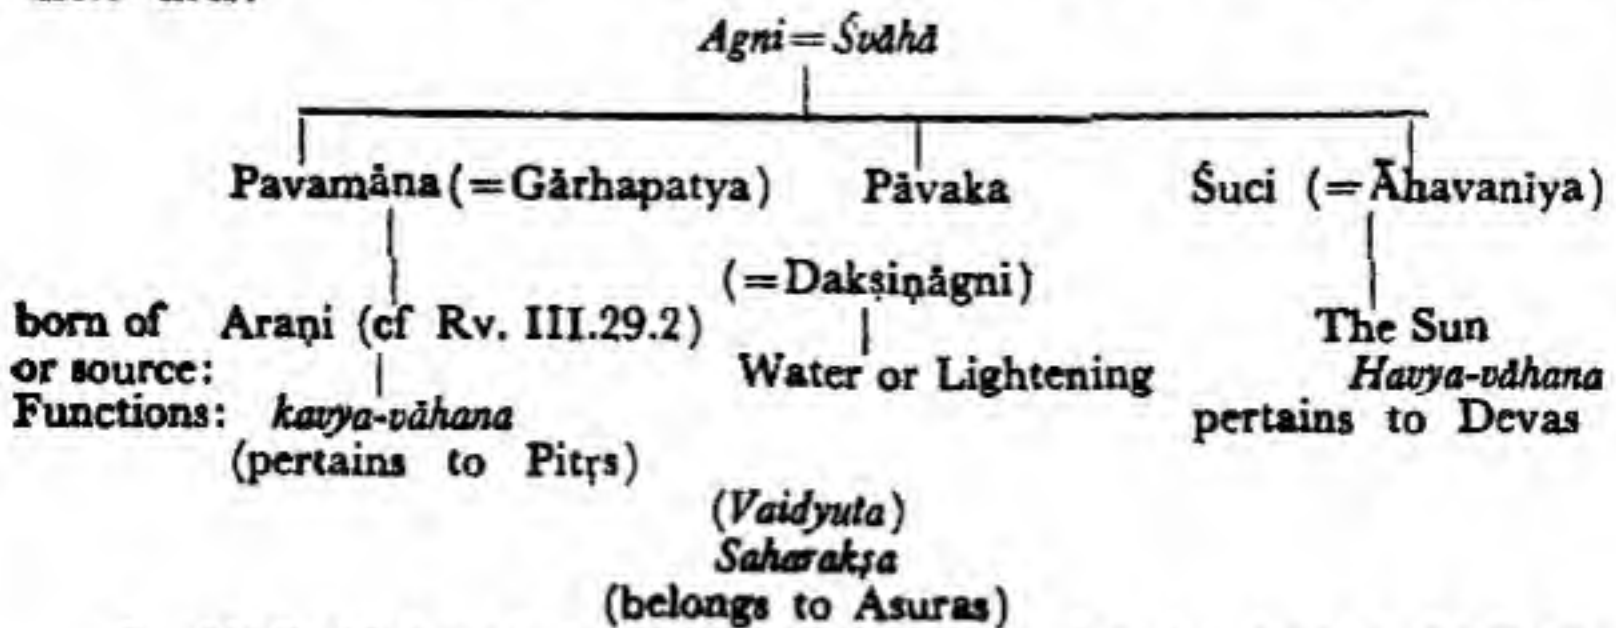 Agni=Śvāhā
Pavamāna (=Gārhapatya) Pāvaka Śuci (=Āhavaniya)
(=Dakṣiṇāgni)
born of Araṇi (cf Rv. III.29.2) The Sun
or source: Water or Lightening Havya-vāhana
Functions: kavya-vāhana pertains to Devas
(pertains to Pitṛs)
(Vaidyuta)
Saharakṣa
(belongs to Asuras)